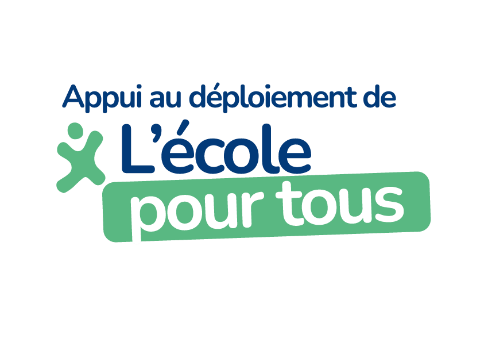 Appui au déploiement de
L'école
pour tous